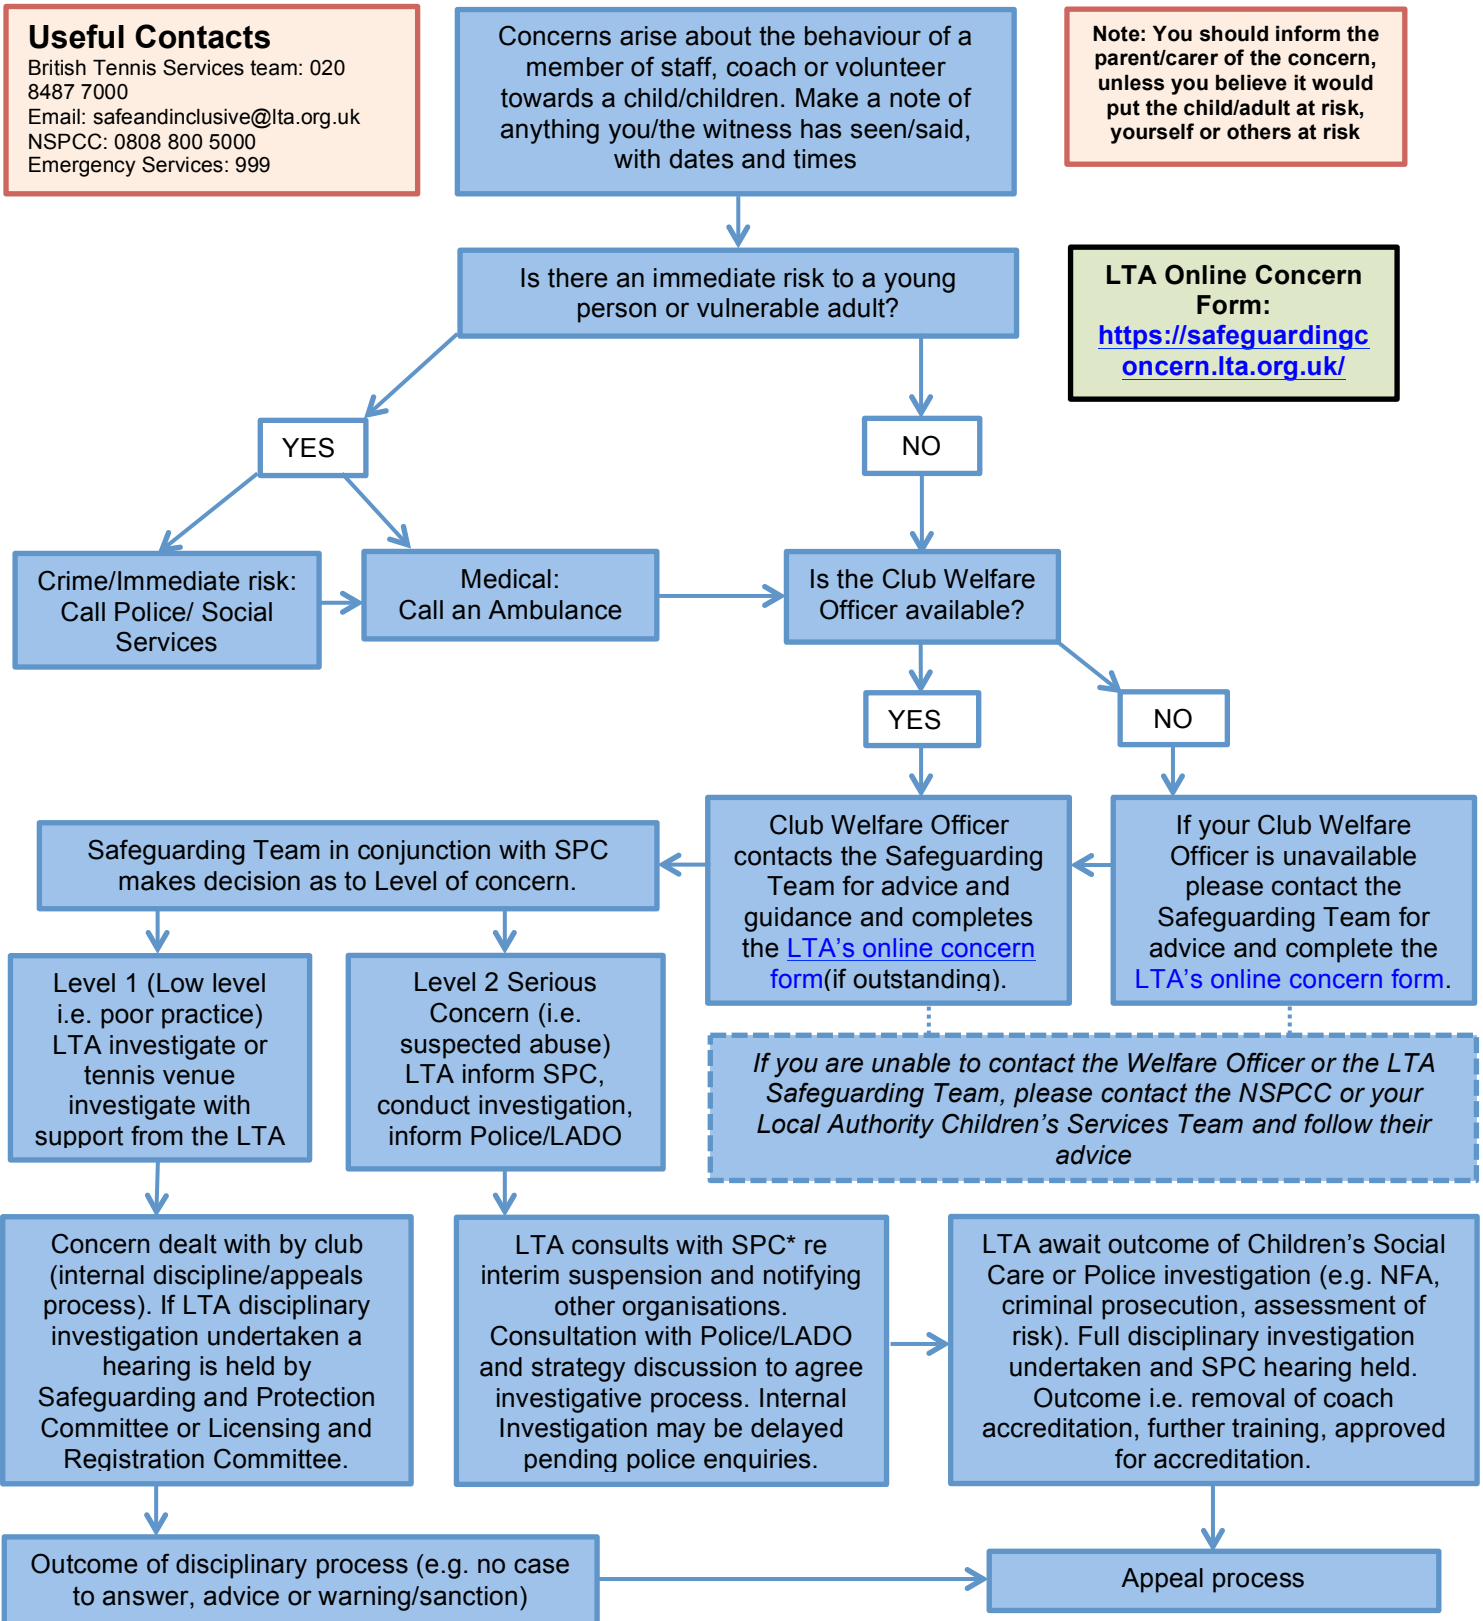 Useful Contacts
British Tennis Services team: 020
8487 7000
Email: safeandinclusive@lta.org.uk
NSPCC: 0808 800 5000
Emergency Services: 999
Concerns arise about the behaviour of a
member of staff, coach or volunteer
towards a child/children. Make a note of
anything you/the witness has seen/said,
with dates and times
Note: You should inform the
parent/carer of the concern,
unless you believe it would
put the child/adult at risk,
yourself or others at risk
Is there an immediate risk to a young
person or vulnerable adult?
LTA Online Concern
Form:
https://safeguardingc
oncern.lta.org.uk/
YES
NO
Crime/Immediate risk:
Call Police/ Social
Services
Medical:
Call an Ambulance
Is the Club Welfare
Officer available?
YES
NO
Safeguarding Team in conjunction with SPC
makes decision as to Level of concern.
Club Welfare Officer
contacts the Safeguarding
Team for advice and
guidance and completes
the LTA's online concern
form(if outstanding).
If your Club Welfare
Officer is unavailable
please contact the
Safeguarding Team for
advice and complete the
LTA's online concern form.
Level 1 (Low level
i.e. poor practice)
LTA investigate or
tennis venue
investigate with
support from the LTA
Level 2 Serious
Concern (i.e.
suspected abuse)
LTA inform SPC,
conduct investigation,
inform Police/LADO
If you are unable to contact the Welfare Officer or the LTA
Safeguarding Team, please contact the NSPCC or your
Local Authority Children's Services Team and follow their
advice
Concern dealt with by club
(internal discipline/appeals
process). If LTA disciplinary
investigation undertaken a
hearing is held by
Safeguarding and Protection
Committee or Licensing and
Registration Committee.
LTA consults with SPC* re
interim suspension and notifying
other organisations.
Consultation with Police/LADO
and strategy discussion to agree
investigative process. Internal
Investigation may be delayed
pending police enquiries.
LTA await outcome of Children's Social
Care or Police investigation (e.g. NFA,
criminal prosecution, assessment of
risk). Full disciplinary investigation
undertaken and SPC hearing held.
Outcome i.e. removal of coach
accreditation, further training, approved
for accreditation.
Outcome of disciplinary process (e.g. no case
to answer, advice or warning/sanction)
Appeal process